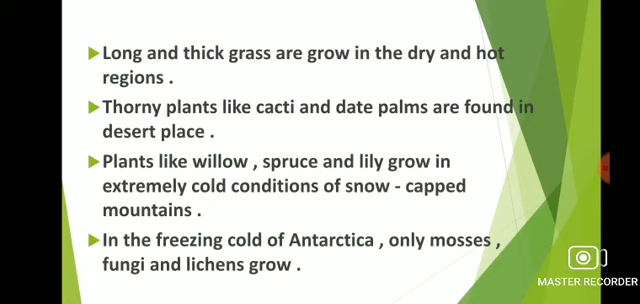 Long and thick grass are grow in the dry and hot
regions .
Thorny plants like cacti and date palms are found in
desert place .
Plants like willow , spruce and lily grow in
extremely cold conditions of snow - capped
mountains .
In the freezing cold of Antarctica , only mosses ,
fungi and lichens grow .
MASTER RECORDER